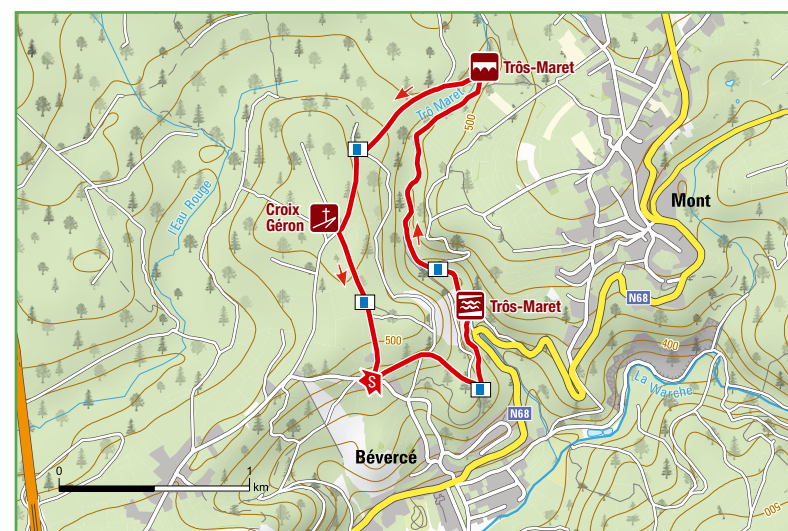 Trôs-Maret
Trô Maret
500
l'Eau Rouge
Croix
Géron
Mont
Trôs-Maret
N68
500
400
La Warche
S
N68
Bévercé
0
1
km
500